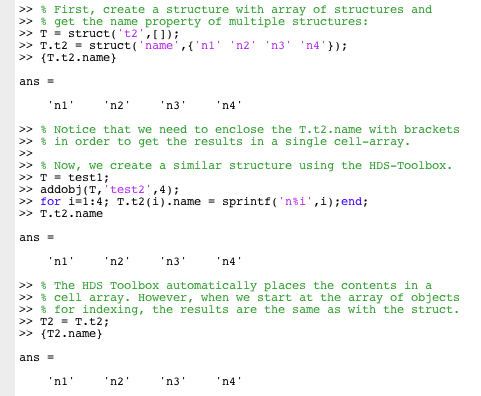 >> % First, create a structure with array of structures and
>> % get the name property of multiple structures:
>> T = struct('t2',[]);
>> T.t2 = struct('name',{'n1' 'n2' 'n3' 'n4'});
>> {T.t2.name}
ans =
'n1' 'n2' 'n3' 'n4'
>> % Notice that we need to enclose the T.t2.name with brackets
>> % in order to get the results in a single cell-array.
>>
>> % Now, we create a similar structure using the HDS-Toolbox.
>> T = test1;
>> addobj(T,'test2',4);
>> for i=1:4; T.t2(i).name = sprintf('n%i',i);end;
>> T.t2.name
ans =
'n1' 'n2' 'n3' 'n4'
>> % The HDS Toolbox automatically places the contents in a
>> % cell array. However, when we start at the array of objects
>> % for indexing, the results are the same as with the struct.
>> T2 = T.t2;
>> {T2.name}
ans =
'n1' 'n2' 'n3' 'n4'